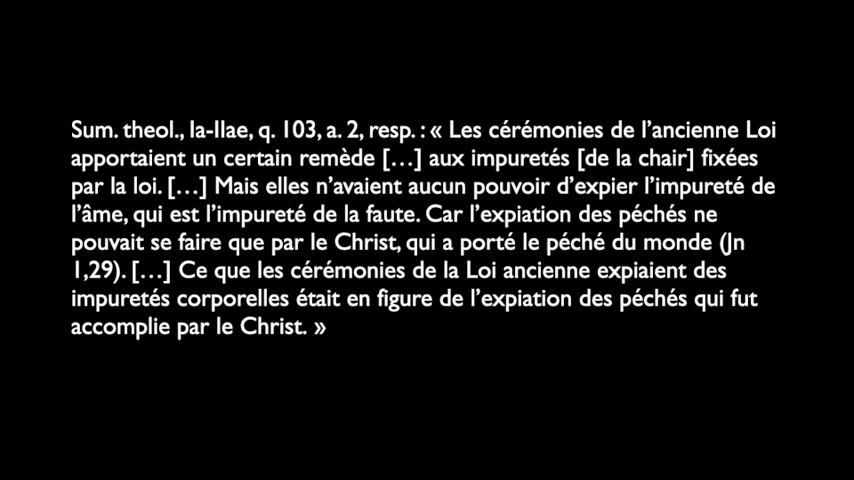 Sum. theol., Ia-IIae, q. 103, a. 2, resp. : « Les cérémonies de l’ancienne Loi
apportaient un certain remède […] aux impuretés [de la chair] fixées
par la loi. […] Mais elles n’avaient aucun pouvoir d’expier l’impureté de
l’âme, qui est l’impureté de la faute. Car l’expiation des péchés ne
pouvait se faire que par le Christ, qui a porté le péché du monde (Jn
1,29). […] Ce que les cérémonies de la Loi ancienne expiaient des
impuretés corporelles était en figure de l’expiation des péchés qui fut
accomplie par le Christ. »